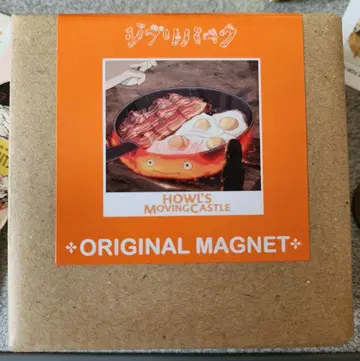 ジブリパーク
HOWL'S
MOVING CASTLE
ORIGINAL MAGNET